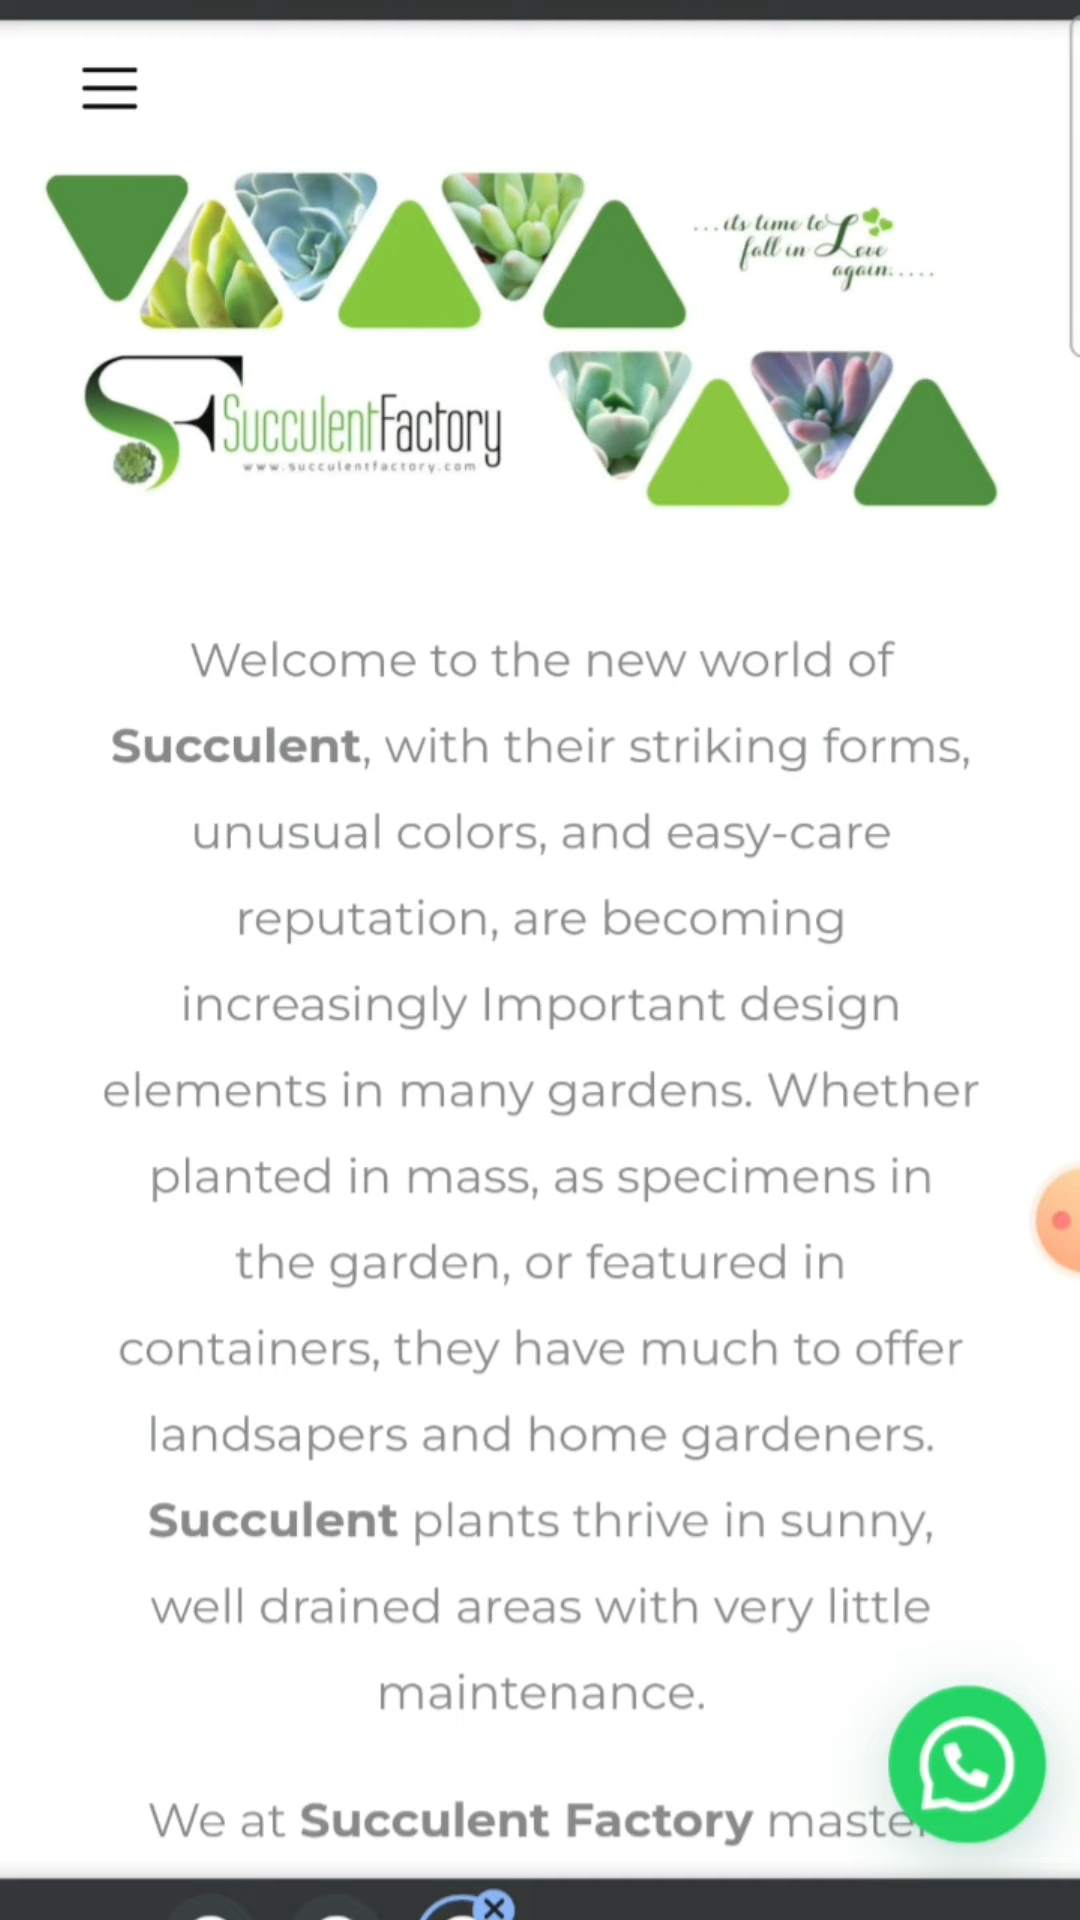 ...its time to
fall in Love
again.....
SF SucculentFactory
www.succulentfactory.com
Welcome to the new world of
Succulent, with their striking forms,
unusual colors, and easy-care
reputation, are becoming
increasingly Important design
elements in many gardens. Whether
planted in mass, as specimens in
the garden, or featured in
containers, they have much to offer
landsapers and home gardeners.
Succulent plants thrive in sunny,
well drained areas with very little
maintenance.
We at Succulent Factory master